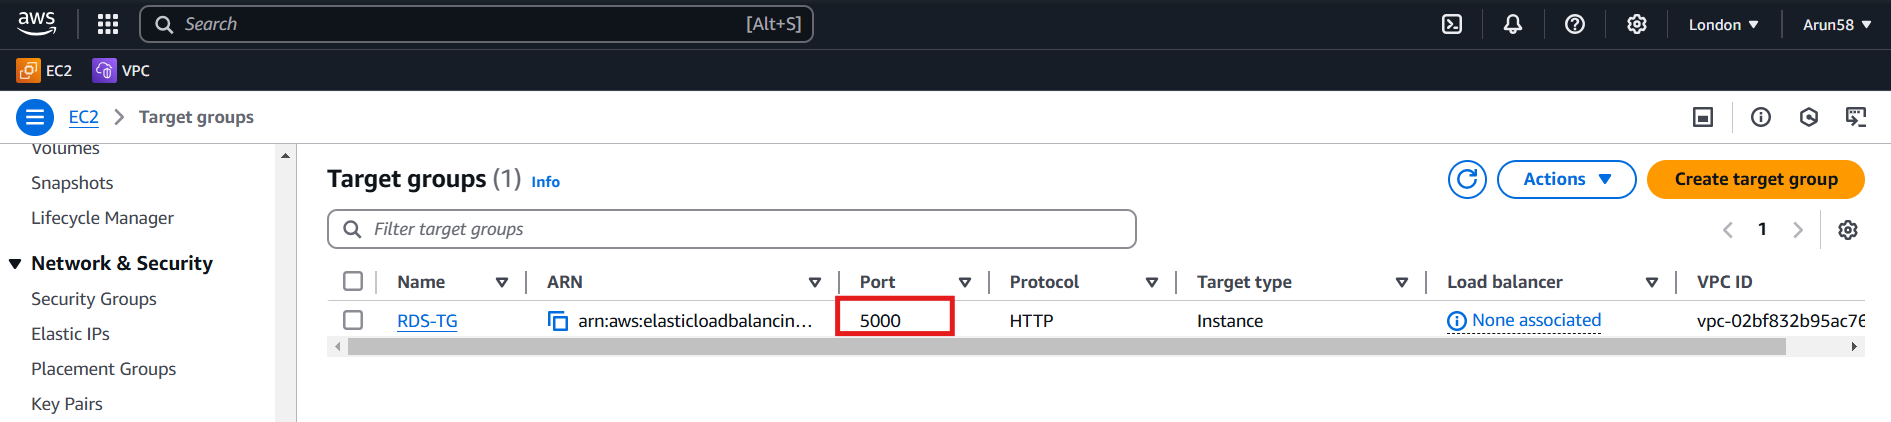 aws Search [Alt+S] London Arun58
EC2 VPC
EC2 > Target groups
Volumes
Snapshots
Lifecycle Manager
Network & Security
Security Groups
Elastic IPs
Placement Groups
Key Pairs
Target groups (1) Info Actions Create target group
Filter target groups 1
Name ARN Port Protocol Target type Load balancer VPC ID
RDS-TG arn:aws:elasticloadbalancin... 5000 HTTP Instance None associated vpc-02bf832b95ac76